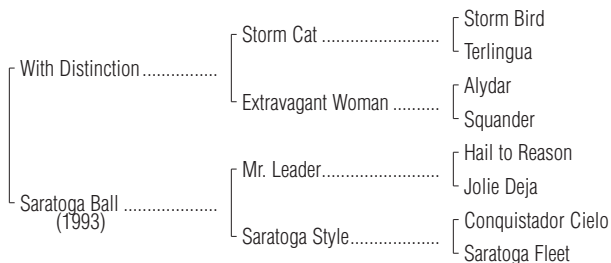 Storm Bird
Storm Cat ......................
Terlingua
With Distinction ..............
Alydar
Extravagant Woman .........
Squander
Hail to Reason
Mr. Leader......................
Jolie Deja
Saratoga Ball .................
(1993)
Conquistador Cielo
Saratoga Style.................
Saratoga Fleet